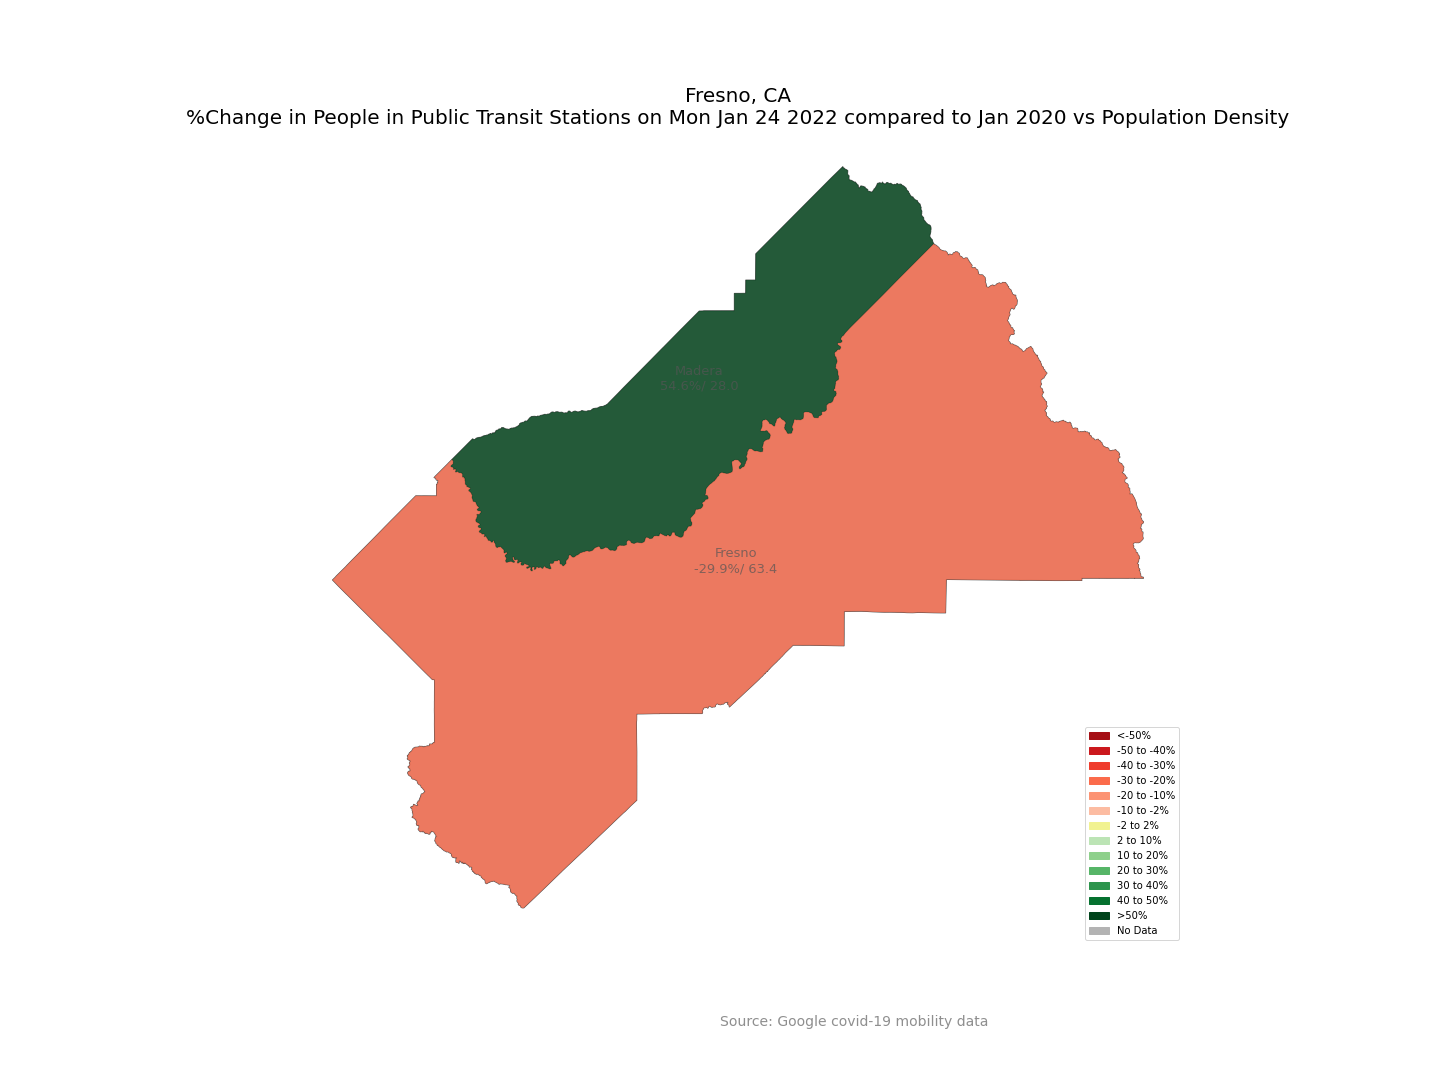 Fresno, CA
%Change in People in Public Transit Stations on Mon Jan 24 2022 compared to Jan 2020 vs Population Density
Madera
54.6%/ 28.0
Fresno
-29.9%/ 63.4
<-50%
-50 to -40%
-40 to -30%
-30 to -20%
-20 to -10%
-10 to -2%
-2 to 2%
2 to 10%
10 to 20%
20 to 30%
30 to 40%
40 to 50%
>50%
No Data
Source: Google covid-19 mobility data